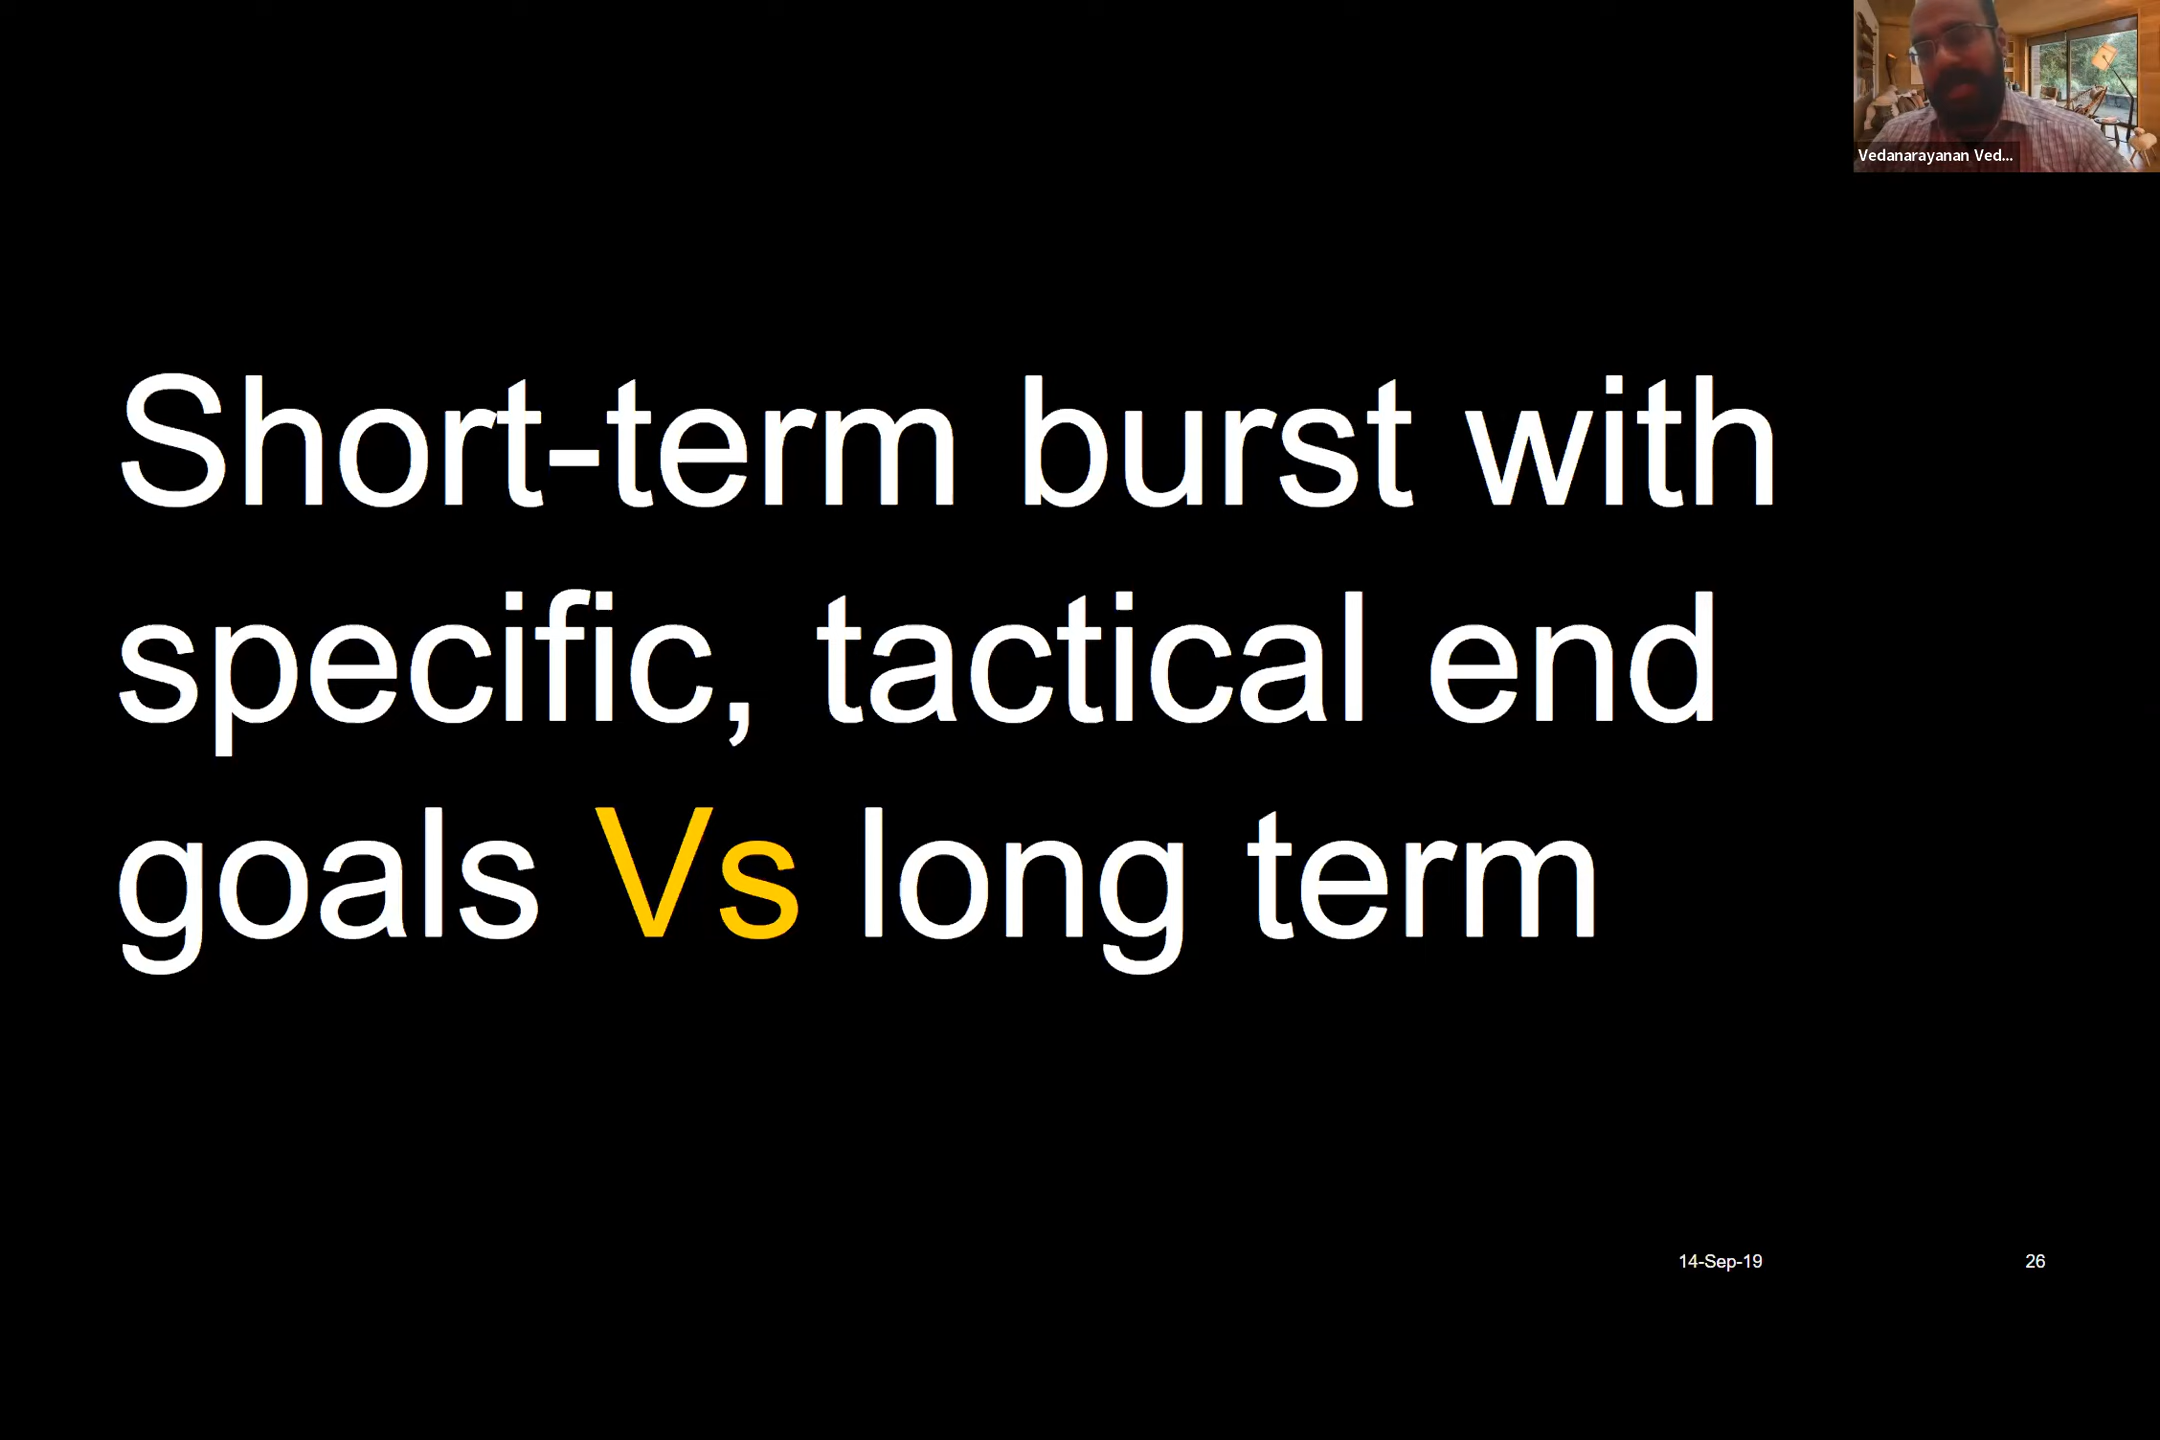 Vedanarayanan Ved...
Short-term burst with
specific, tactical end
goals Vs long term
14-Sep-19
26